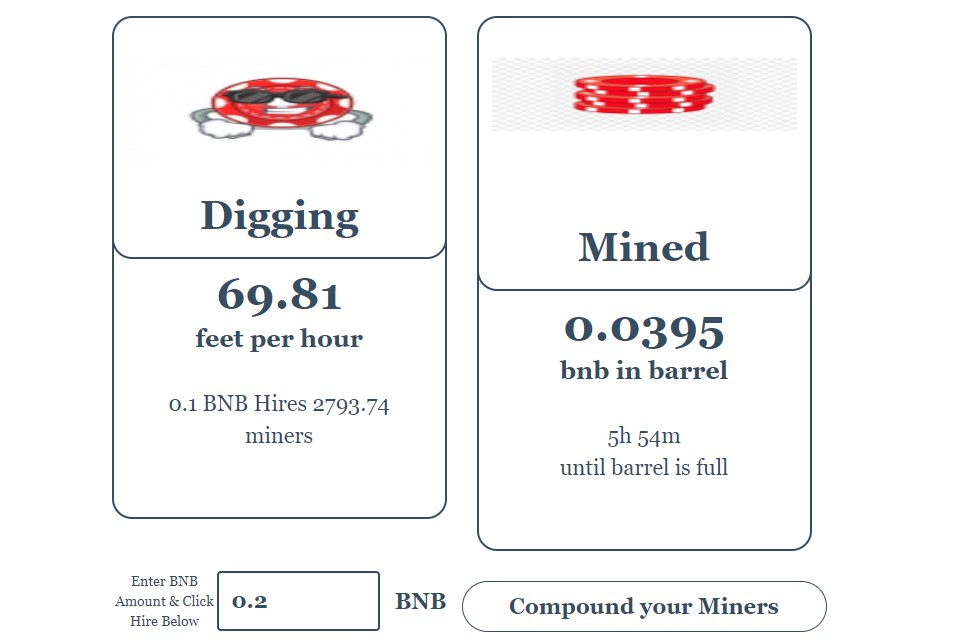 Digging
69.81
feet per hour
0.1 BNB Hires 2793.74
miners
Mined
0.0395
bnb in barrel
5h 54m
until barrel is full
Enter BNB
Amount & Click
Hire Below
0.2
BNB
Compound your Miners